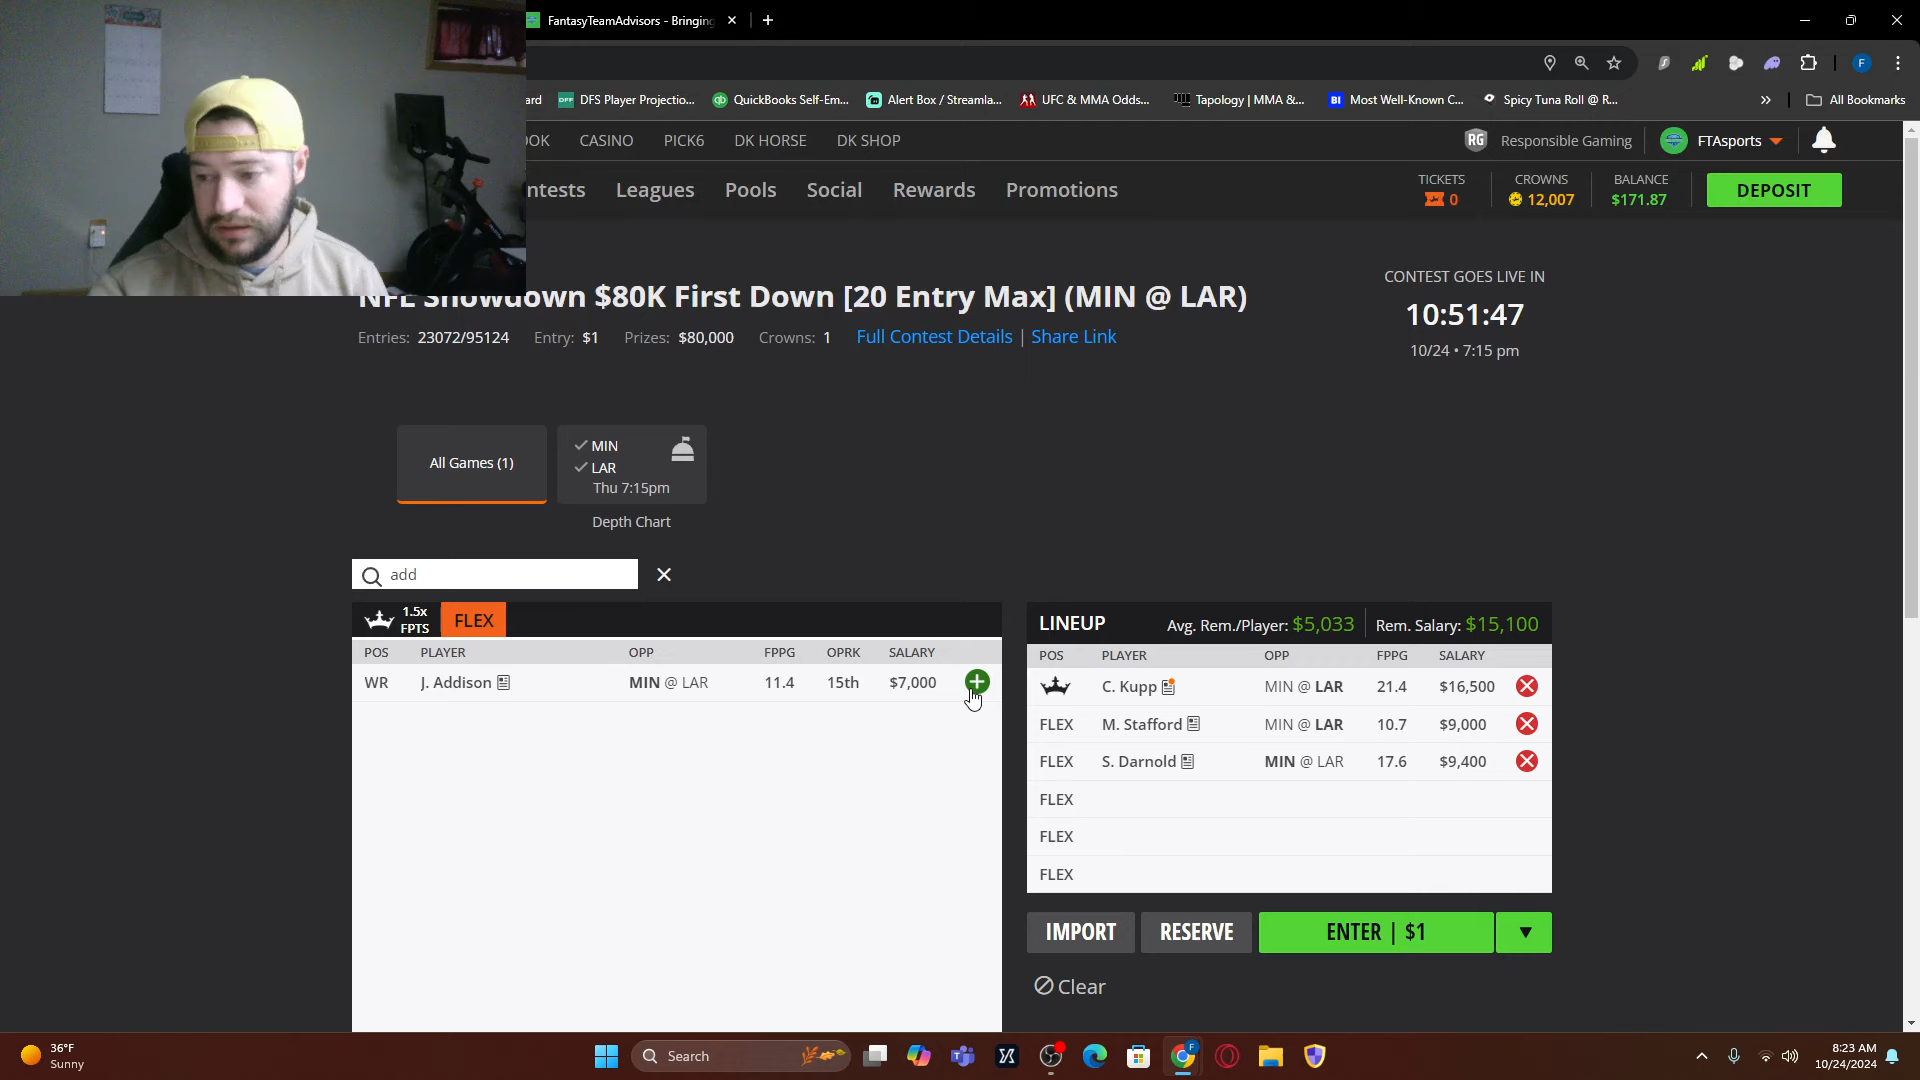 FantasyTeamAdvisors - Bringing
ard
DFS Player Projectio...
QuickBooks Self-Em...
Alert Box / Streamla...
UFC & MMA Odds...
Tapology | MMA &...
Most Well-Known C...
Spicy Tuna Roll @ R...
»
All Bookmarks
OOK CASINO PICK6 DK HORSE DK SHOP
RG Responsible Gaming FTAsports
ntests Leagues Pools Social Rewards Promotions
TICKETS 0
CROWNS 12,007
BALANCE $171.87
DEPOSIT
NFL Showdown $80K First Down [20 Entry Max] (MIN @ LAR)
Entries: 23072/95124 Entry: $1 Prizes: $80,000 Crowns: 1 Full Contest Details | Share Link
CONTEST GOES LIVE IN
10:51:47
10/24 • 7:15 pm
All Games (1)
MIN
LAR
Thu 7:15pm
Depth Chart
add
1.5x FPTS FLEX
POS PLAYER OPP FPPG OPRK SALARY
WR J. Addison MIN @ LAR 11.4 15th $7,000
LINEUP Avg. Rem./Player: $5,033 Rem. Salary: $15,100
POS PLAYER OPP FPPG SALARY
C. Kupp MIN @ LAR 21.4 $16,500
FLEX M. Stafford MIN @ LAR 10.7 $9,000
FLEX S. Darnold MIN @ LAR 17.6 $9,400
FLEX
FLEX
FLEX
IMPORT RESERVE ENTER | $1
Clear
36°F
Sunny
Search
8:23 AM
10/24/2024